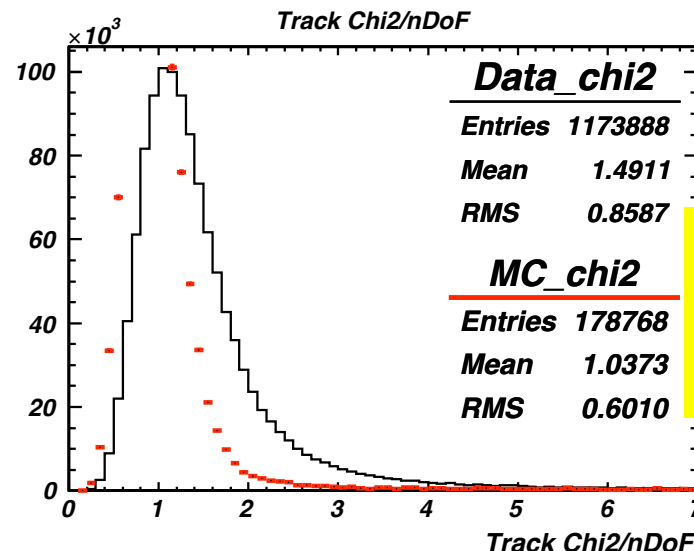 Track Chi2/nDoF
×10³
100
80
60
40
20
0
0 1 2 3 4 5 6 7
Track Chi2/nDoF
Data_chi2
Entries 1173888
Mean 1.4911
RMS 0.8587
MC_chi2
Entries 178768
Mean 1.0373
RMS 0.6010